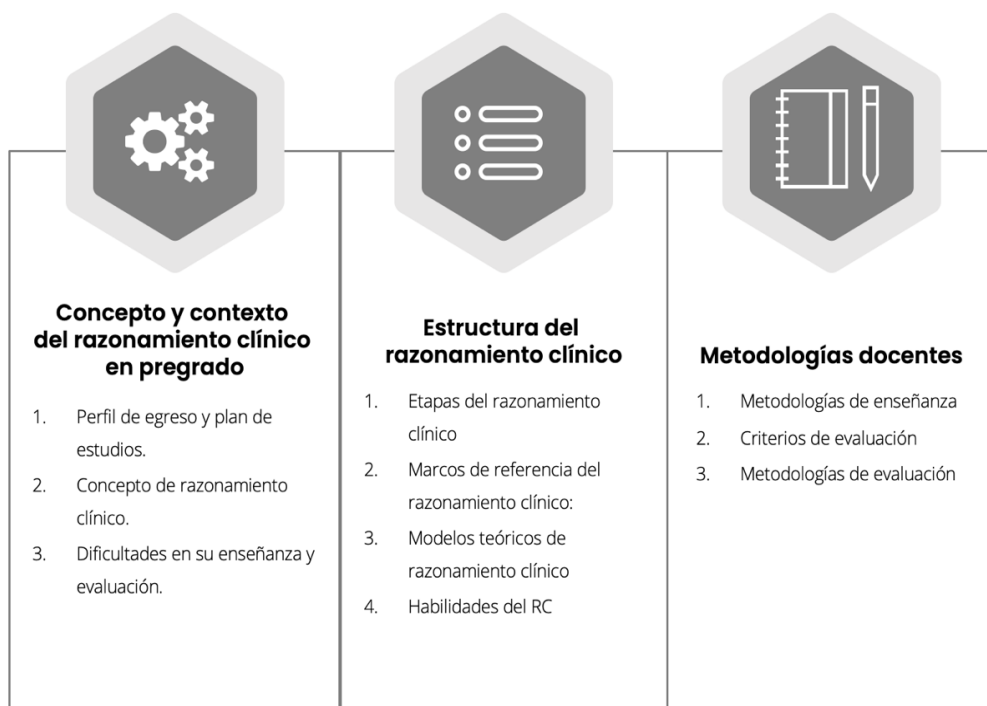 Concepto y contexto
del razonamiento clínico
en pregrado
1. Perfil de egreso y plan de
estudios.
2. Concepto de razonamiento
clínico.
3. Dificultades en su enseñanza y
evaluación.
Estructura del
razonamiento clínico
1. Etapas del razonamiento
clínico
2. Marcos de referencia del
razonamiento clínico:
3. Modelos teóricos de
razonamiento clínico
4. Habilidades del RC
Metodologías docentes
1. Metodologías de enseñanza
2. Criterios de evaluación
3. Metodologías de evaluación